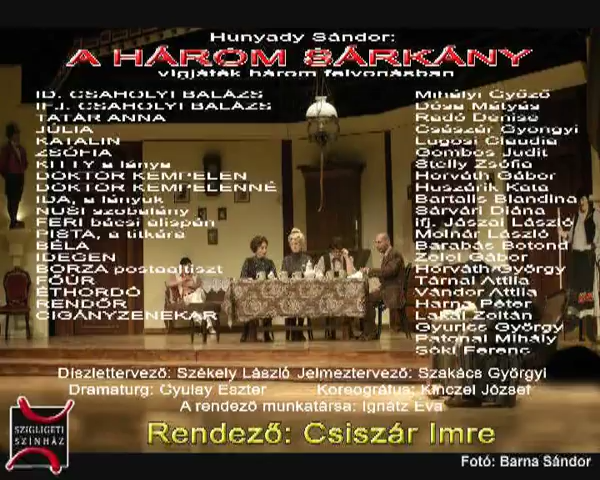 Hunyady Sándor:
A HÁROM SÁRKÁNY
vígjáték három felvonásban
ID. CSAHOLYI BALÁZS Mihályi Győző
IFJ. CSAHOLYI BALÁZS Dósa Mátyás
TATÁR ANNA Radó Denise
JÚLIA Császár Gyöngyi
KATALIN Lugosi Claudia
ZSÓFIA Gombos Judit
KITTY a lánya Stefly Zsófia
DOKTOR KEMPELEN Horváth Gábor
DOKTOR KEMPELENNÉ Huszárik Kata
IDA, a lányuk Bartalis Blandina
NUSI szobalány Sárvári Diána
FERI bácsi alispán ifj. Jászai László
PISTA, a titkára Molnár László
BÉLA Barabás Botond
IDEGEN Zelei Gábor
BORZA postatiszt Horváth György
FŐÚR Tárnai Attila
ÉTHORDÓ Vándor Attila
RENDŐR Harna Péter
CIGÁNYZENEKAR Lakai Zoltán
Gyurics György
Patonai Mihály
Sóki Ferenc
Díszlettervező: Székely László Jelmeztervező: Szakács Györgyi
Dramaturg: Gyulay Eszter Koreográfus: Kinczel József
A rendező munkatársa: Ignátz Éva
Rendező: Csiszár Imre
SZIGLIGETI
SZÍNHÁZ
Fotó: Barna Sándor